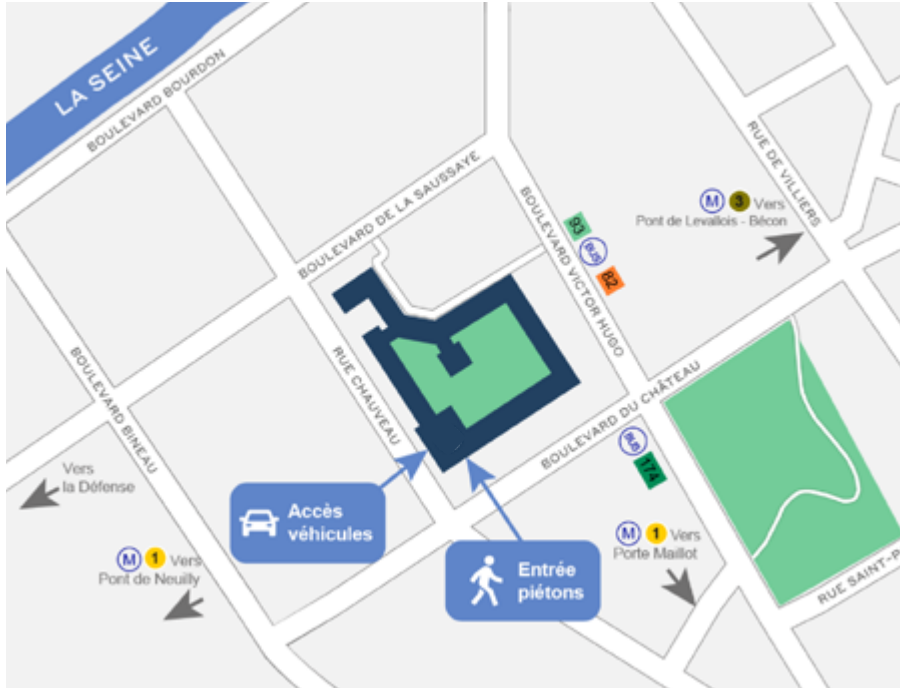 LA SEINE
BOULEVARD BOURDON
BOULEVARD DE LA SAUSSAYE
RUE DE VILLIERS
M 3 Vers
Pont de Levallois - Bécon
93
BUS
82
BOULEVARD VICTOR HUGO
RUE CHAUVEAU
BOULEVARD BINEAU
BOULEVARD DU CHÂTEAU
BUS
174
Vers
la Défense
Accès
véhicules
M 1 Vers
Pont de Neuilly
Entrée
piétons
M 1 Vers
Porte Maillot
RUE SAINT-P